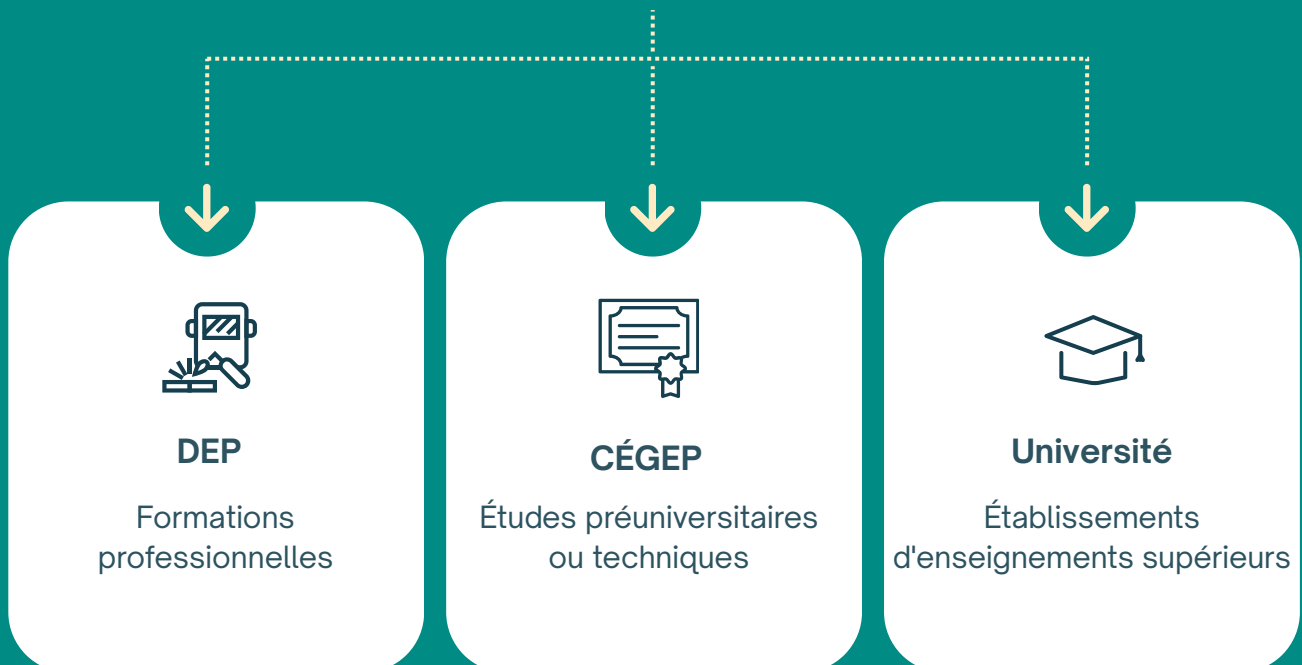 DEP
Formations
professionnelles
CÉGEP
Études préuniversitaires
ou techniques
Université
Établissements
d'enseignements supérieurs